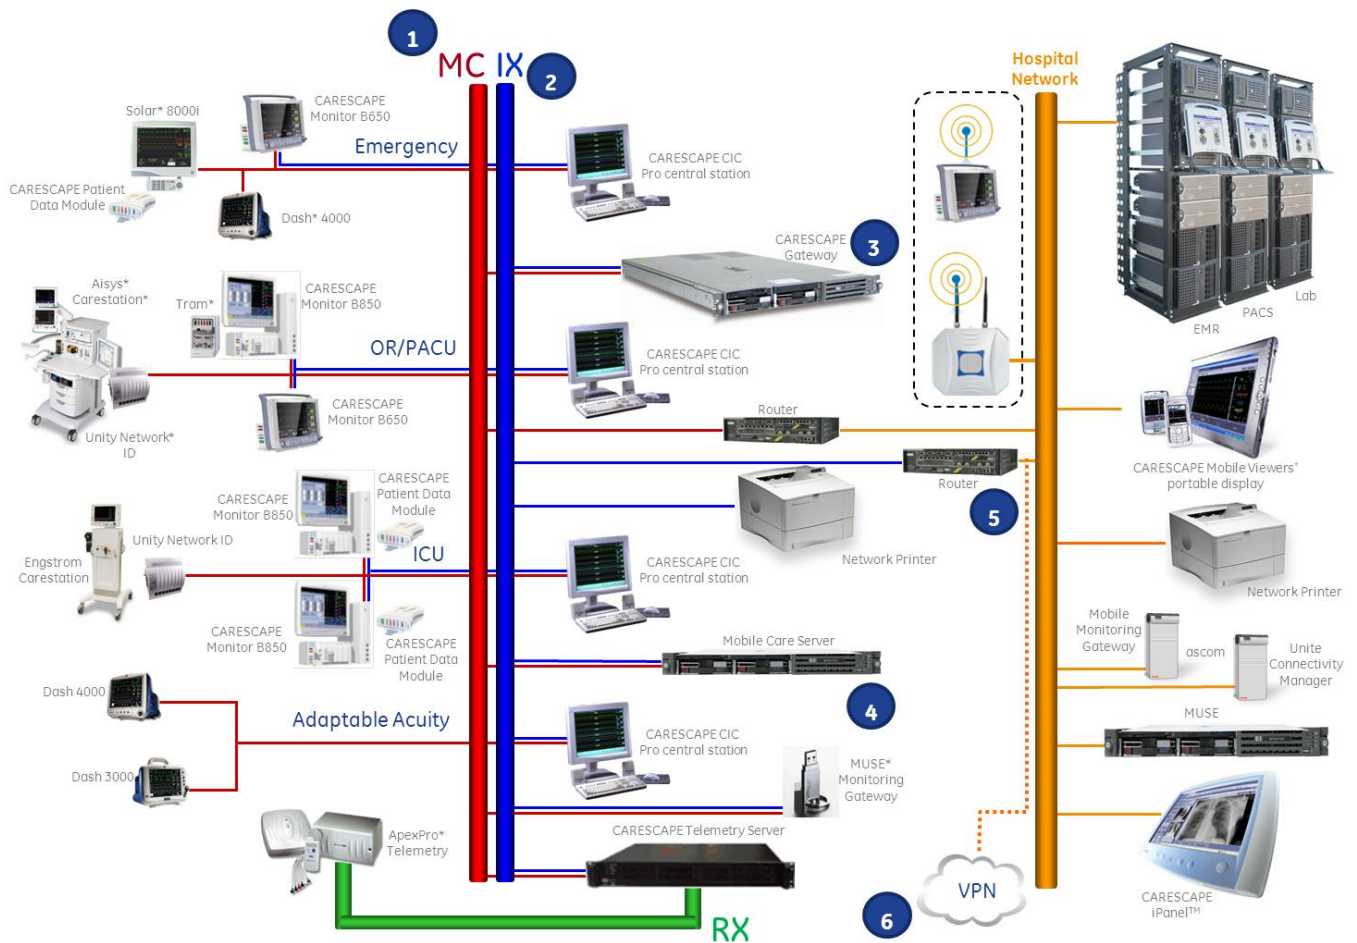 1
MC IX
2
Hospital
Network
Solar* 8000i
CARESCAPE
Monitor B650
Emergency
CARESCAPE Patient
Data Module
Dash* 4000
CARESCAPE CIC
Pro central station
CARESCAPE
Gateway
3
EMR
PACS
Lab
Aisys*
Carestation*
Tram*
CARESCAPE
Monitor B850
OR/PACU
CARESCAPE CIC
Pro central station
CARESCAPE
Monitor B650
Unity Network*
ID
Router
Router
5
CARESCAPE Mobile Viewers*
portable display
CARESCAPE
Monitor B850
CARESCAPE
Patient Data
Module
Network Printer
Network Printer
Engstrom
Carestation
Unity Network ID
ICU
CARESCAPE CIC
Pro central station
CARESCAPE
Monitor B850
CARESCAPE
Patient Data
Module
Mobile Care Server
4
Mobile
Monitoring
Gateway
ascom
Unite
Connectivity
Manager
Dash 4000
Adaptable Acuity
CARESCAPE CIC
Pro central station
MUSE
Dash 3000
MUSE*
Monitoring
Gateway
ApexPro*
Telemetry
CARESCAPE Telemetry Server
RX
VPN
6
CARESCAPE
iPanel™